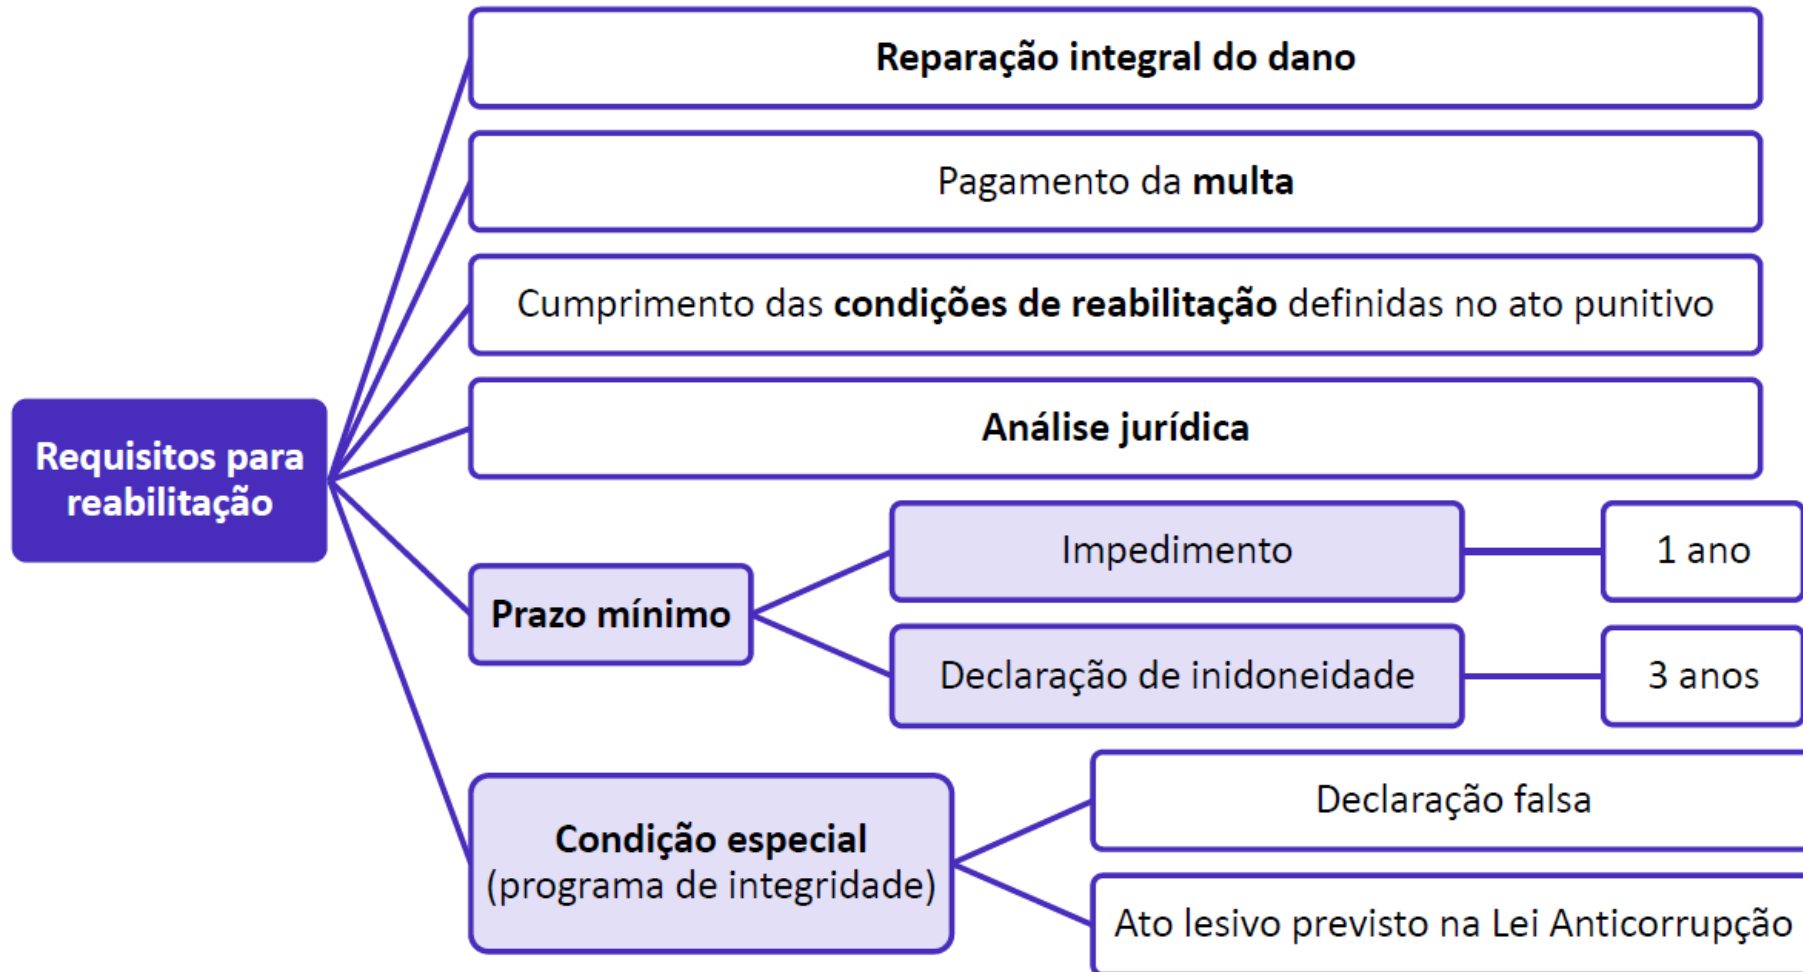 Reparação integral do dano
Pagamento da multa
Cumprimento das condições de reabilitação definidas no ato punitivo
Análise jurídica
Requisitos para
reabilitação
Prazo mínimo
Impedimento
1 ano
Declaração de inidoneidade
3 anos
Condição especial
(programa de integridade)
Declaração falsa
Ato lesivo previsto na Lei Anticorrupção